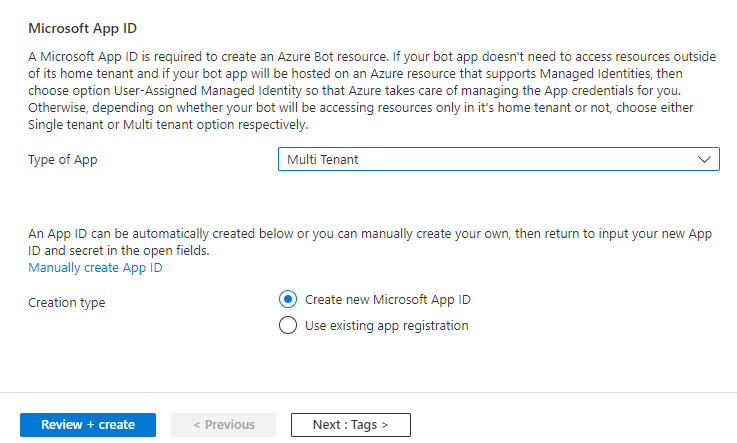 Microsoft App ID
A Microsoft App ID is required to create an Azure Bot resource. If your bot app doesn't need to access resources outside
of its home tenant and if your bot app will be hosted on an Azure resource that supports Managed Identities, then
choose option User-Assigned Managed Identity so that Azure takes care of managing the App credentials for you.
Otherwise, depending on whether your bot will be accessing resources only in it's home tenant or not, choose either
Single tenant or Multi tenant option respectively.
Type of App
Multi Tenant
An App ID can be automatically created below or you can manually create your own, then return to input your new App
ID and secret in the open fields.
Manually create App ID
Creation type
Create new Microsoft App ID
Use existing app registration
Review + create
< Previous
Next : Tags >